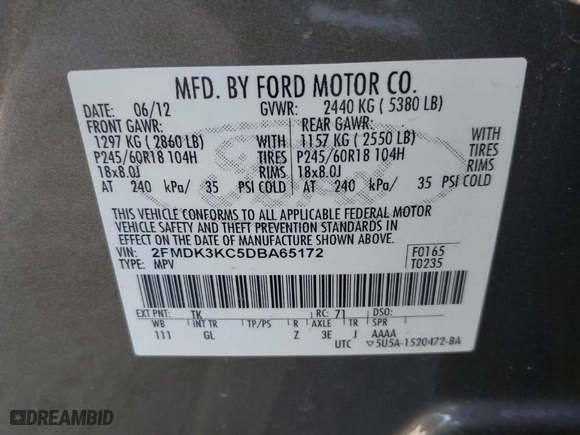 MFD. BY FORD MOTOR CO.
DATE: 06/12 GVWR: 2440 KG ( 5380 LB)
FRONT GAWR: REAR GAWR:
1297 KG ( 2860 LB) WITH 1157 KG ( 2550 LB) WITH
P245/60R18 104H TIRES P245/60R18 104H TIRES
18x8.0J RIMS 18x8.0J RIMS
AT 240 kPa/ 35 PSI COLD AT 240 kPa/ 35 PSI COLD
THIS VEHICLE CONFORMS TO ALL APPLICABLE FEDERAL MOTOR
VEHICLE SAFETY AND THEFT PREVENTION STANDARDS IN
EFFECT ON THE DATE OF MANUFACTURE SHOWN ABOVE.
VIN: 2FMDK3KC5DBA65172 F0165
TYPE: MPV T0235
EXT PNT: TK RC: 71 DSO:
WB INT TR TP/PS R AXLE TR SPR
111 GL Z 3E J AAAA
UTC ▽5U5A-1520472-BA
DREAMBID